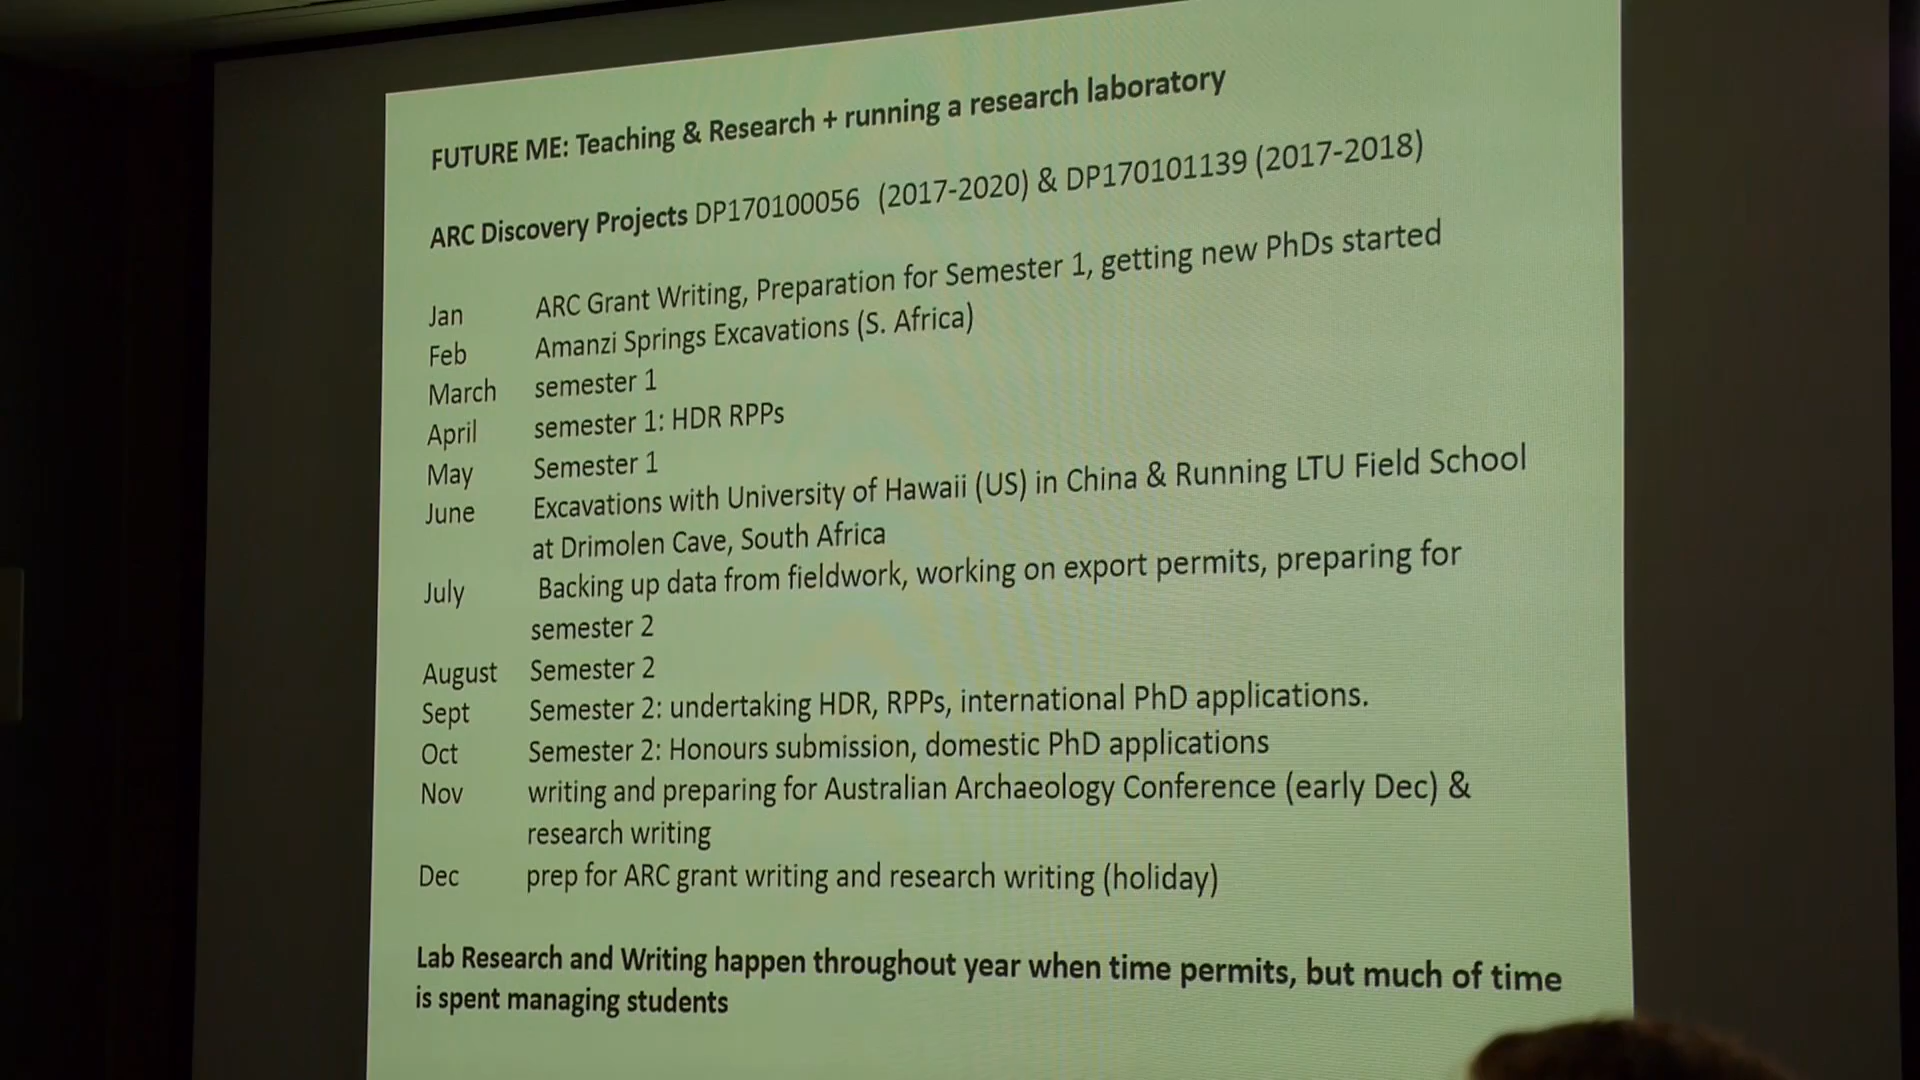 FUTURE ME: Teaching & Research + running a research laboratory
ARC Discovery Projects DP170100056 (2017-2020) & DP170101139 (2017-2018)
Jan ARC Grant Writing, Preparation for Semester 1, getting new PhDs started
Feb Amanzi Springs Excavations (S. Africa)
March semester 1
April semester 1: HDR RPPs
May Semester 1
June Excavations with University of Hawaii (US) in China & Running LTU Field School
at Drimolen Cave, South Africa
July Backing up data from fieldwork, working on export permits, preparing for
semester 2
August Semester 2
Sept Semester 2: undertaking HDR, RPPs, international PhD applications.
Oct Semester 2: Honours submission, domestic PhD applications
Nov writing and preparing for Australian Archaeology Conference (early Dec) &
research writing
Dec prep for ARC grant writing and research writing (holiday)
Lab Research and Writing happen throughout year when time permits, but much of time
is spent managing students